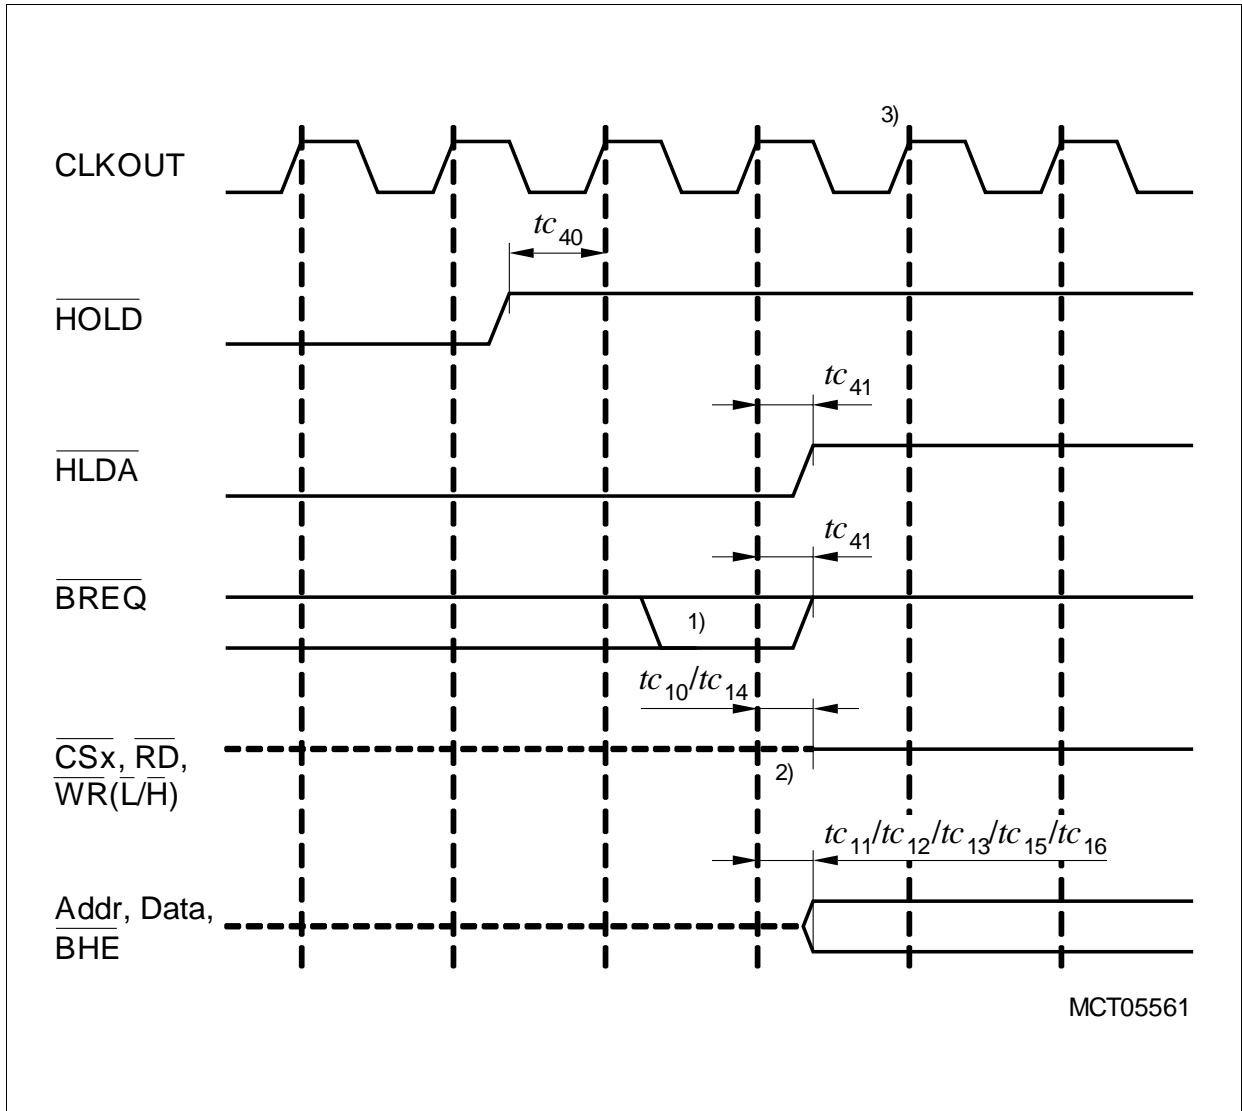 3)
CLKOUT
tc40
HOLD
tc41
HLDA
tc41
BREQ
1)
tc10/tc14
CSx, RD,
WR(L/H)
2)
tc11/tc12/tc13/tc15/tc16
Addr, Data,
BHE
MCT05561